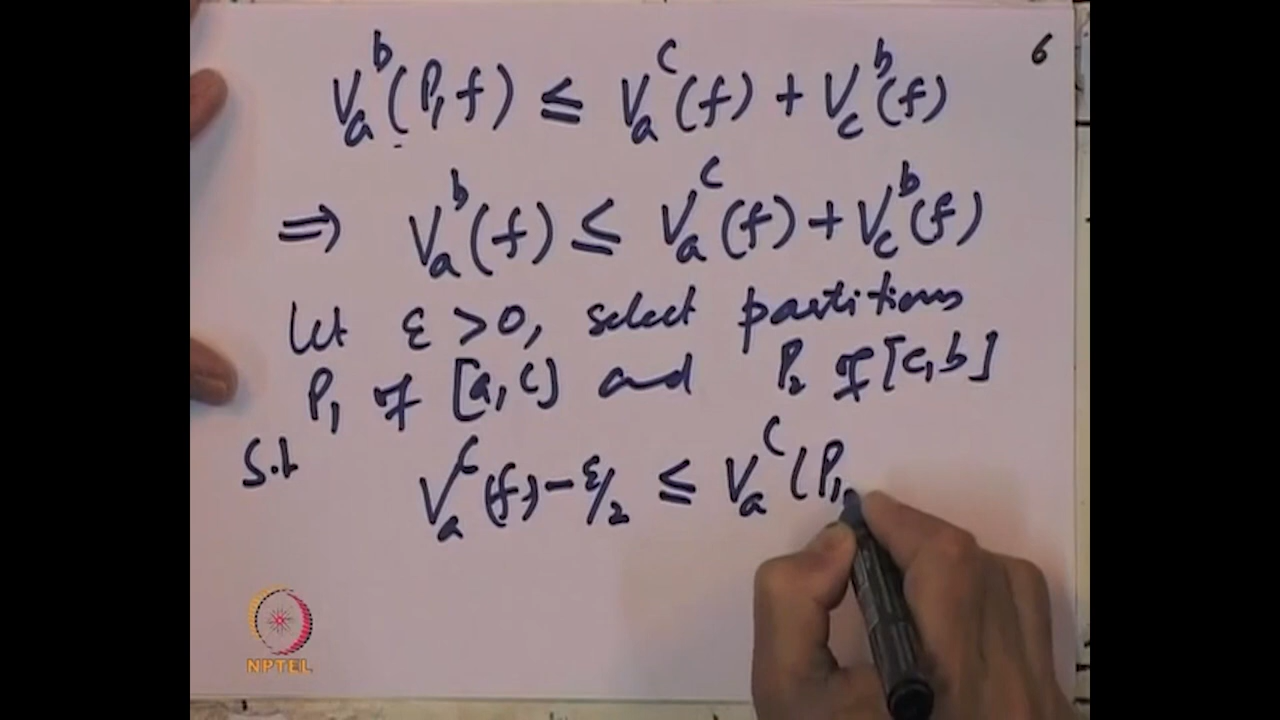 6
V_a^b(P, f) ≤ V_a^c(f) + V_c^b(f)
⇒ V_a^b(f) ≤ V_a^c(f) + V_c^b(f)
Let ε > 0, select partitions
P₁ of [a, c] and P₂ of [c, b]
S.t V_a^c(f) - ε/2 ≤ V_a^c(P₁,
NPTEL